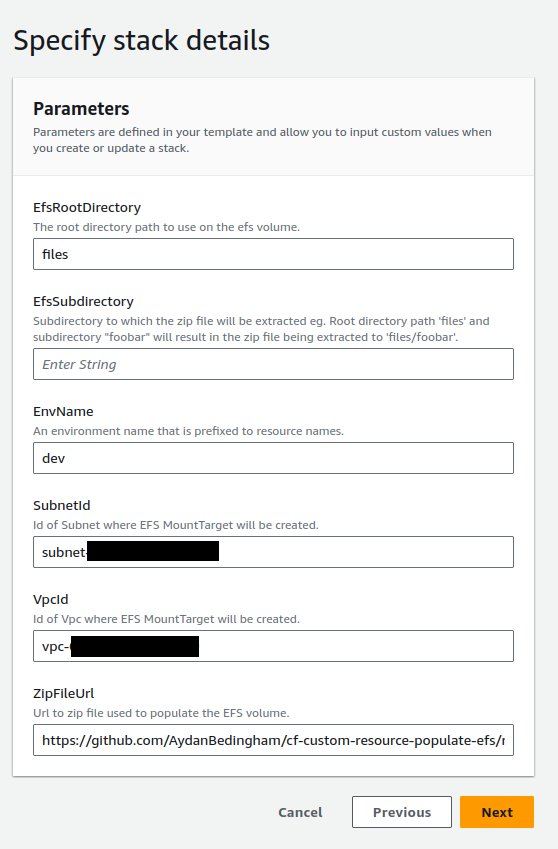 Specify stack details
Parameters
Parameters are defined in your template and allow you to input custom values when
you create or update a stack.
EfsRootDirectory
The root directory path to use on the efs volume.
files
EfsSubdirectory
Subdirectory to which the zip file will be extracted eg. Root directory path 'files' and
subdirectory "foobar" will result in the zip file being extracted to 'files/foobar'.
Enter String
EnvName
An environment name that is prefixed to resource names.
dev
SubnetId
Id of Subnet where EFS MountTarget will be created.
subnet-
VpcId
Id of Vpc where EFS MountTarget will be created.
vpc-
ZipFileUrl
Url to zip file used to populate the EFS volume.
https://github.com/AydanBedingham/cf-custom-resource-populate-efs/
Cancel
Previous
Next